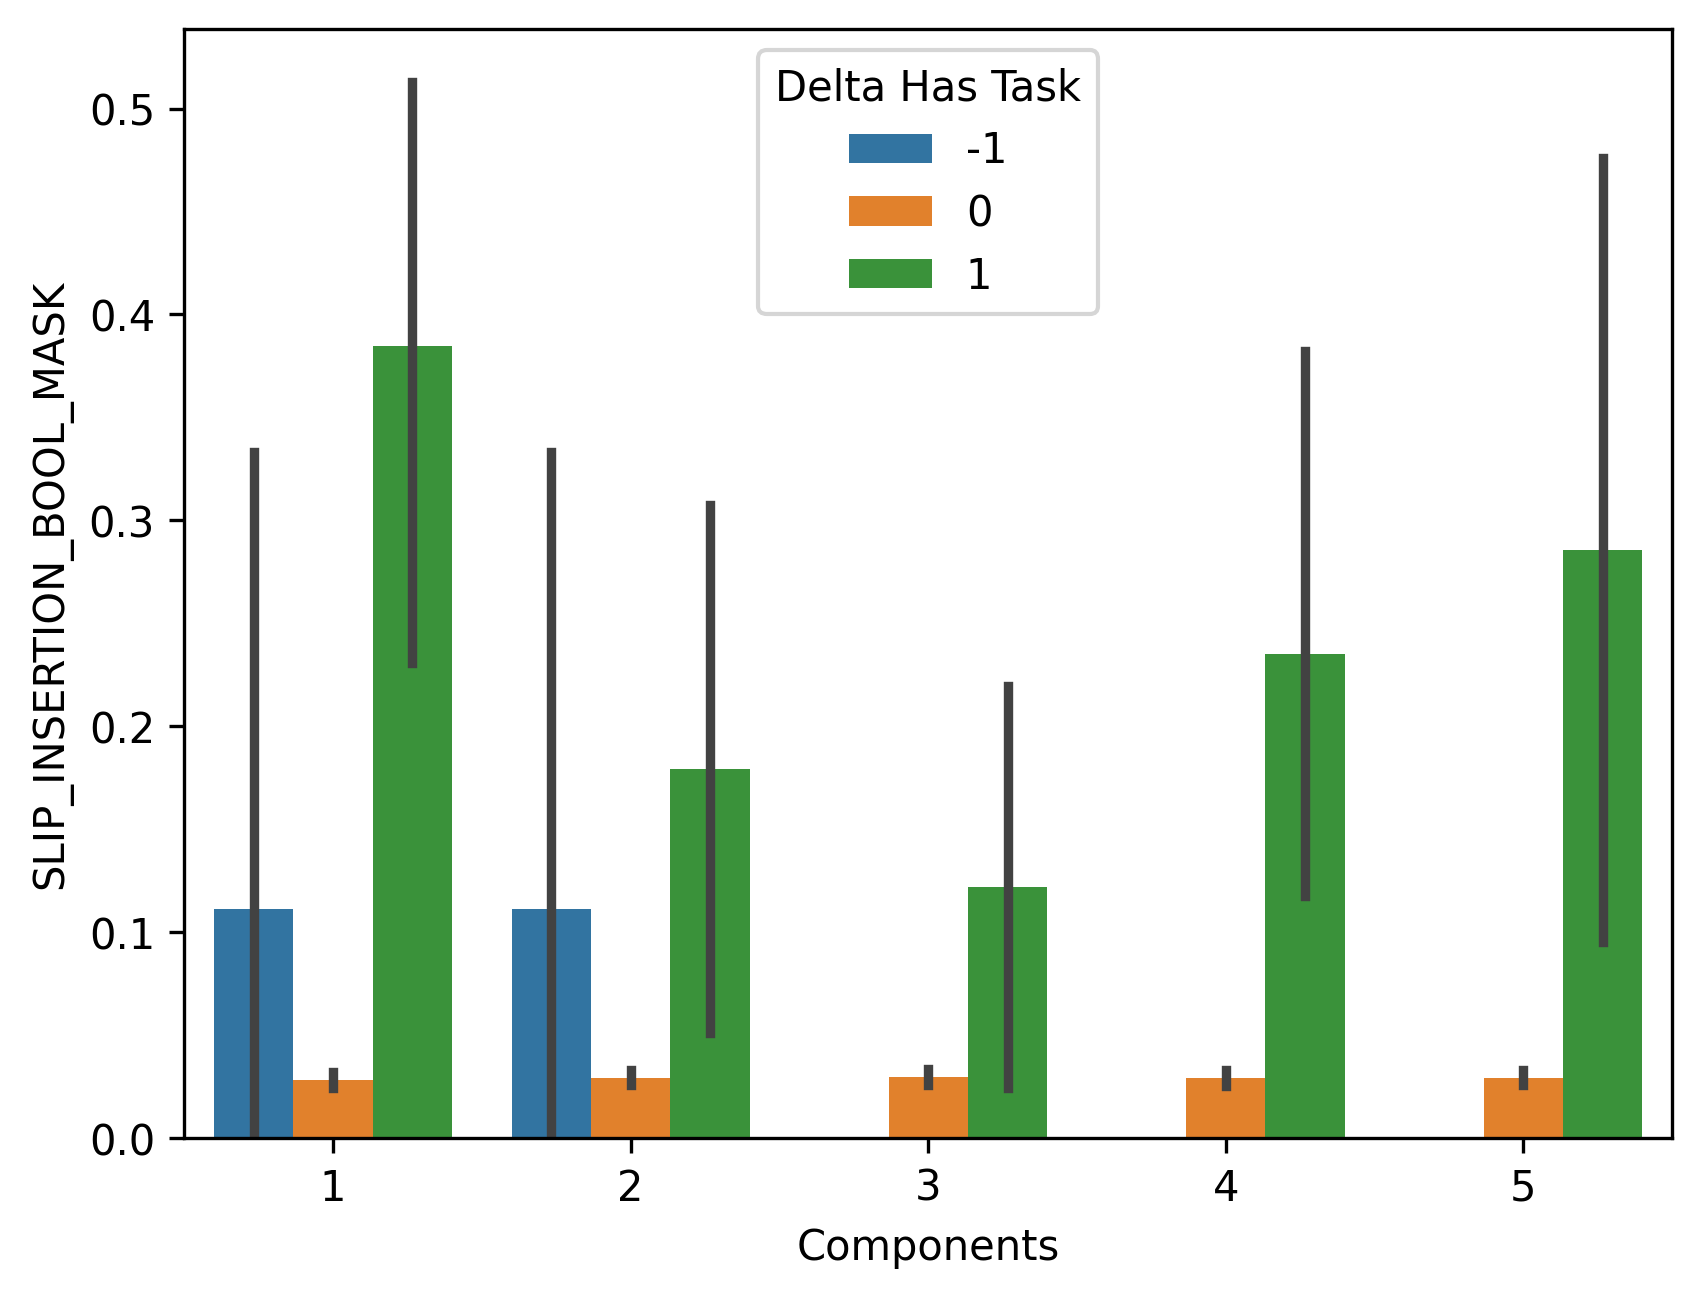 Delta Has Task
-1
0
1
SLIP_INSERTION_BOOL_MASK
0.5
0.4
0.3
0.2
0.1
0.0
1 2 3 4 5
Components